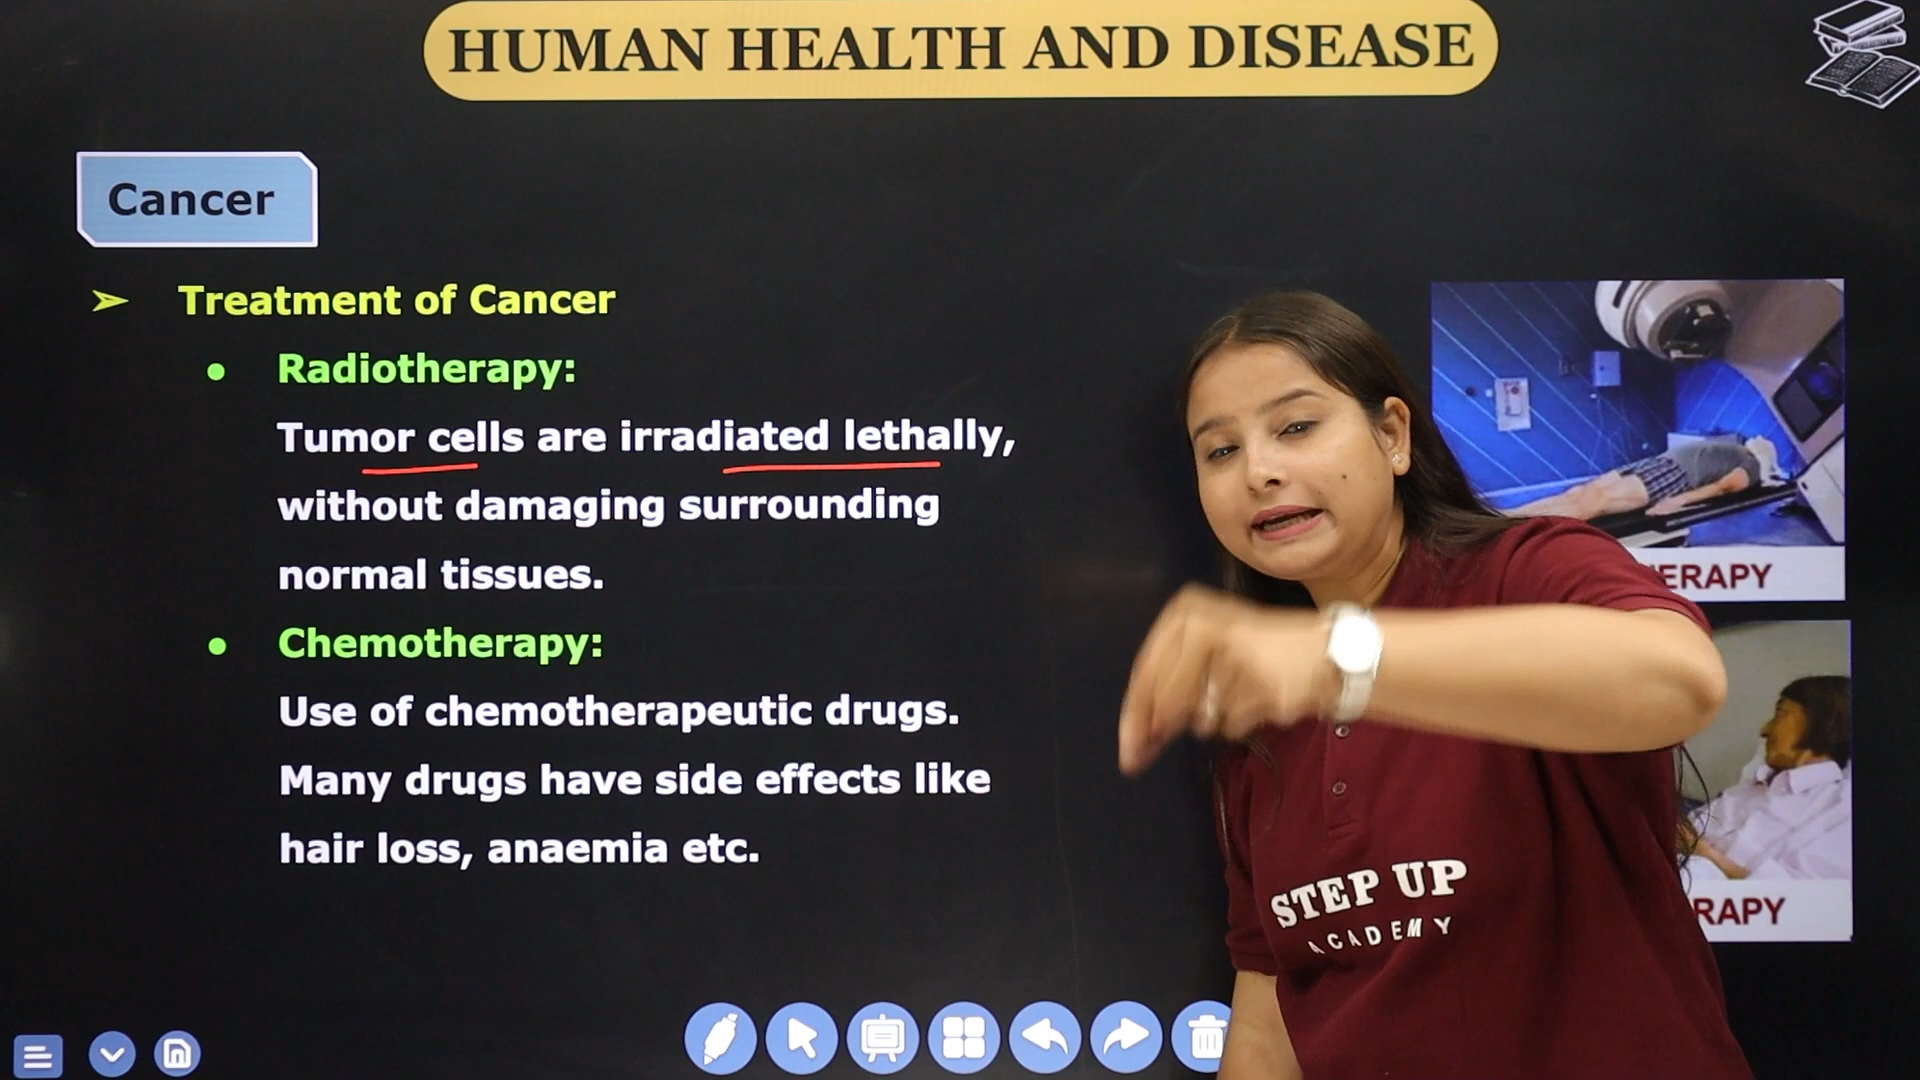 HUMAN HEALTH AND DISEASE
Cancer
➢ Treatment of Cancer
● Radiotherapy:
Tumor cells are irradiated lethally,
without damaging surrounding
normal tissues.
● Chemotherapy:
Use of chemotherapeutic drugs.
Many drugs have side effects like
hair loss, anaemia etc.
ERAPY
RAPY
STEP UP
ACADEMY